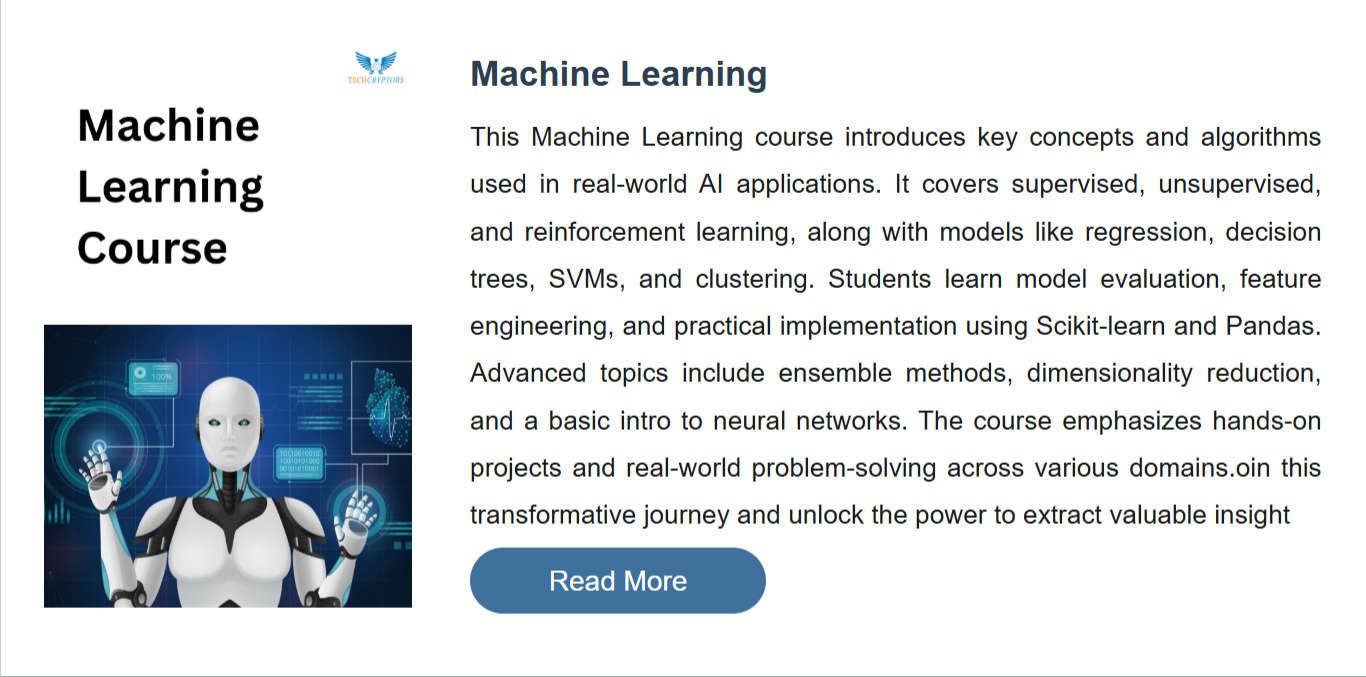 TECHCRYPTORS
Machine
Learning
Course
100%
Machine Learning
This Machine Learning course introduces key concepts and algorithms
used in real-world AI applications. It covers supervised, unsupervised,
and reinforcement learning, along with models like regression, decision
trees, SVMs, and clustering. Students learn model evaluation, feature
engineering, and practical implementation using Scikit-learn and Pandas.
Advanced topics include ensemble methods, dimensionality reduction,
and a basic intro to neural networks. The course emphasizes hands-on
projects and real-world problem-solving across various domains.oin this
transformative journey and unlock the power to extract valuable insight
Read More